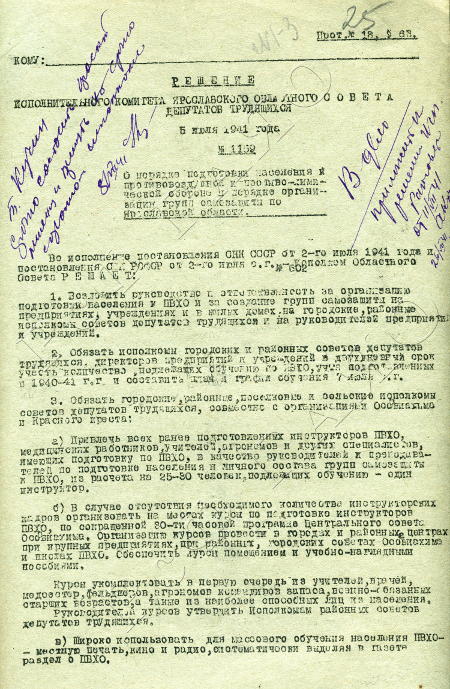 25
Прот. № 18, § 63.
КОМУ:
РЕШЕНИЕ
ИСПОЛНИТЕЛЬНОГО КОМИТЕТА ЯРОСЛАВСКОГО ОБЛАСТНОГО СОВЕТА
ДЕПУТАТОВ ТРУДЯЩИХСЯ
5 июля 1941 года
№ 1159
О порядке подготовки населения к
противовоздушной и противо-хими-
ческой обороне и порядке органи-
зации групп самозащиты по
Ярославской области.
Во исполнение постановления СНК СССР от 2-го июля 1941 года и
постановления СНК РСФСР от 2-го июля с.г. № 602 Исполком Областного
Совета РЕШАЕТ:
1. Возложить руководство и ответственность за организацию
подготовки населения к ПВХО и за создание групп самозащиты на
предприятиях, учреждениях и в жилых домах, на городские, районные
исполкомы советов депутатов трудящихся и на руководителей предприятий
и учреждений.
2. Обязать исполкомы городских и районных советов депутатов
трудящихся, директоров предприятий и учреждений в двухдневный срок
учесть количество, подлежащих обучению по ПВХО, учтя подготовленных
в 1940-41 г.г. и составить план и график обучения 7 июля с.г.
3. Обязать городские, районные, поселковые и сельские исполкомы
советов депутатов трудящихся, совместно с организациями Осоавиахима
и Красного креста:
а) Привлечь всех ранее подготовленных инструкторов ПВХО,
медицинских работников, учителей, агрономов и других специалистов,
имеющих подготовку по ПВХО, в качестве руководителей и преподава-
телей по подготовке населения и личного состава групп самозащиты
к ПВХО, из расчета на 25-30 человек, подлежащих обучению - один
инструктор.
б) В случае отсутствия необходимого количества инструкторских
кадров организовать на местах курсы по подготовке инструкторов
ПВХО, по сокращенной 30-ти часовой программе Центрального совета
Осоавиахима. Организацию курсов провести в городах и районных центрах
при крупных предприятиях, при районных, городских советах Осоавиахима
и школах ПВХО. Обеспечить курсы помещением и учебно-наглядными
пособиями.
Курсы укомплектовать в первую очередь из учителей, врачей,
медсестер, фельдшеров, агрономов командиров запаса, военно-обязанных
старших возрастов, а также из наиболее способных лиц из населения.
Руководителей курсов утвердить Исполкомам районных советов
депутатов трудящихся.
в) Широко использовать для массового обучения населения ПВХО-
- местную печать, кино и радио, систематически выделяя в газете
раздел о ПВХО.